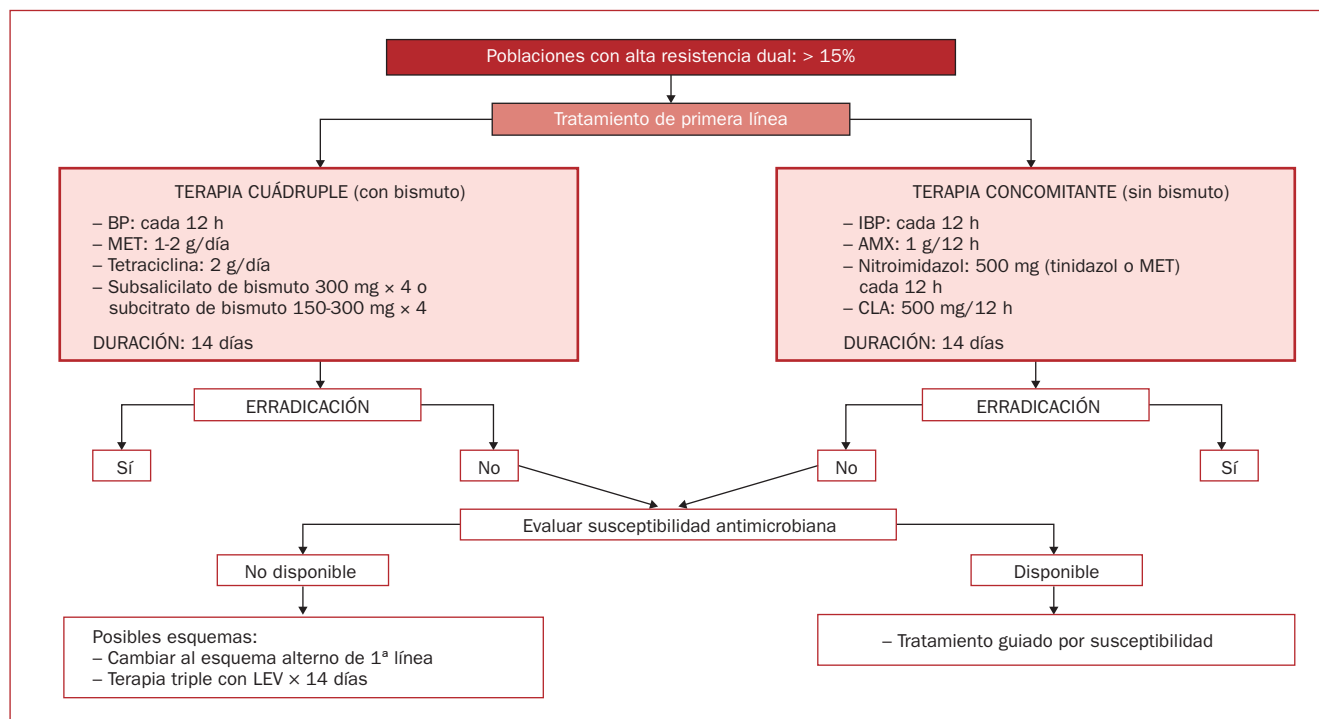 Poblaciones con alta resistencia dual: > 15%
Tratamiento de primera línea
TERAPIA CUÁDRUPLE (con bismuto)
– BP: cada 12 h
– MET: 1-2 g/día
– Tetraciclina: 2 g/día
– Subsalicilato de bismuto 300 mg × 4 o
subcitrato de bismuto 150-300 mg × 4
DURACIÓN: 14 días
TERAPIA CONCOMITANTE (sin bismuto)
– IBP: cada 12 h
– AMX: 1 g/12 h
– Nitroimidazol: 500 mg (tinidazol o MET)
cada 12 h
– CLA: 500 mg/12 h
DURACIÓN: 14 días
ERRADICACIÓN
ERRADICACIÓN
Sí
No
No
Sí
Evaluar susceptibilidad antimicrobiana
No disponible
Disponible
Posibles esquemas:
– Cambiar al esquema alterno de 1ª línea
– Terapia triple con LEV × 14 días
– Tratamiento guiado por susceptibilidad